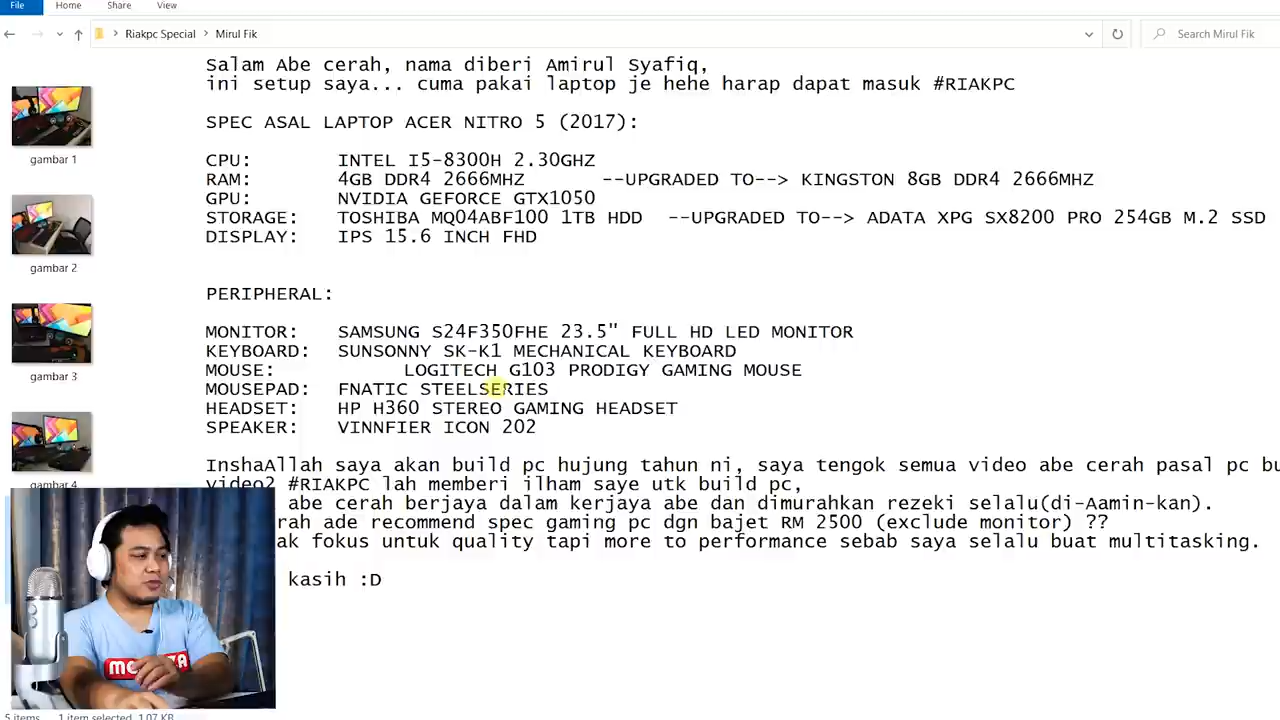 File Home Share View
Riakpc Special Mirul Fik Search Mirul Fik
Salam Abe cerah, nama diberi Amirul Syafiq,
ini setup saya... cuma pakai laptop je hehe harap dapat masuk #RIAKPC
SPEC ASAL LAPTOP ACER NITRO 5 (2017):
CPU: INTEL I5-8300H 2.30GHZ
RAM: 4GB DDR4 2666MHZ --UPGRADED TO--> KINGSTON 8GB DDR4 2666MHZ
GPU: NVIDIA GEFORCE GTX1050
STORAGE: TOSHIBA MQ04ABF100 1TB HDD --UPGRADED TO--> ADATA XPG SX8200 PRO 254GB M.2 SSD
DISPLAY: IPS 15.6 INCH FHD
PERIPHERAL:
MONITOR: SAMSUNG S24F350FHE 23.5" FULL HD LED MONITOR
KEYBOARD: SUNSONNY SK-K1 MECHANICAL KEYBOARD
MOUSE: LOGITECH G103 PRODIGY GAMING MOUSE
MOUSEPAD: FNATIC STEELSERIES
HEADSET: HP H360 STEREO GAMING HEADSET
SPEAKER: VINNFIER ICON 202
InshaAllah saya akan build pc hujung tahun ni, saya tengok semua video abe cerah pasal pc
video2 #RIAKPC lah memberi ilham saye utk build pc,
abe cerah berjaya dalam kerjaya abe dan dimurahkan rezeki selalu(di-Aamin-kan).
ade recommend spec gaming pc dgn bajet RM 2500 (exclude monitor) ??
fokus untuk quality tapi more to performance sebab saya selalu buat multitasking.
kasih :D
gambar 1
gambar 2
gambar 3
gambar 4
5 items 1 item selected 1.07 KB